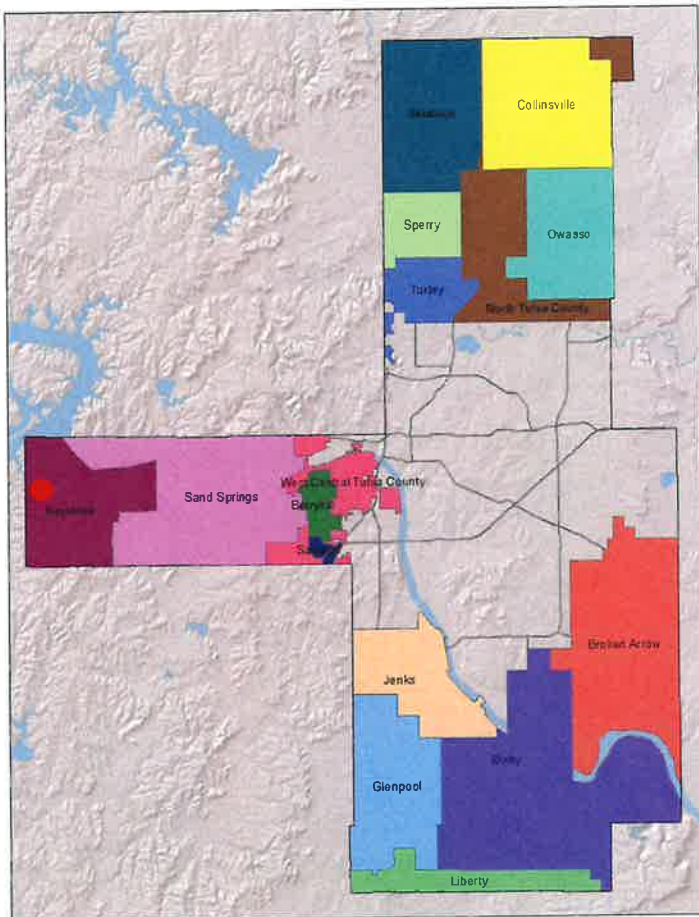 Collinsville
Sperry
Owasso
Turley
North Tulsa County
West Central Tulsa County
Sand Springs
Berryhill
Broken Arrow
Jenks
Bixby
Glenpool
Liberty